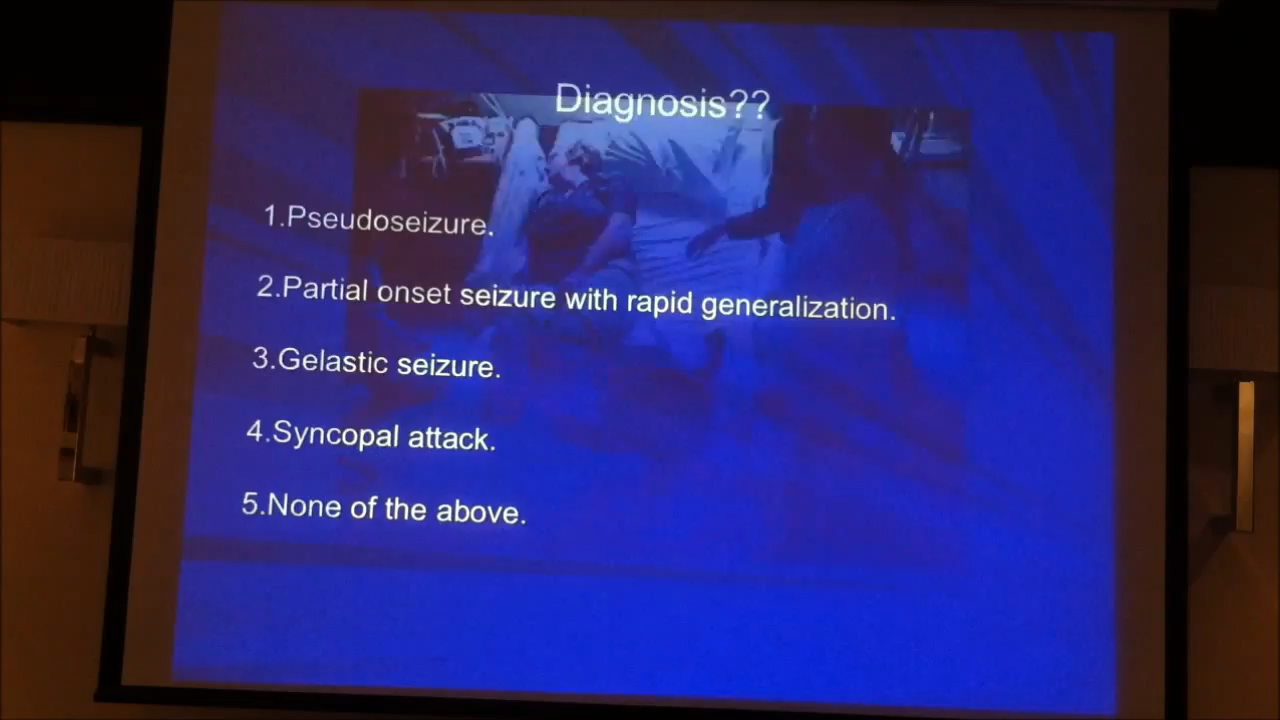 Diagnosis??
1.Pseudoseizure.
2.Partial onset seizure with rapid generalization.
3.Gelastic seizure.
4.Syncopal attack.
5.None of the above.